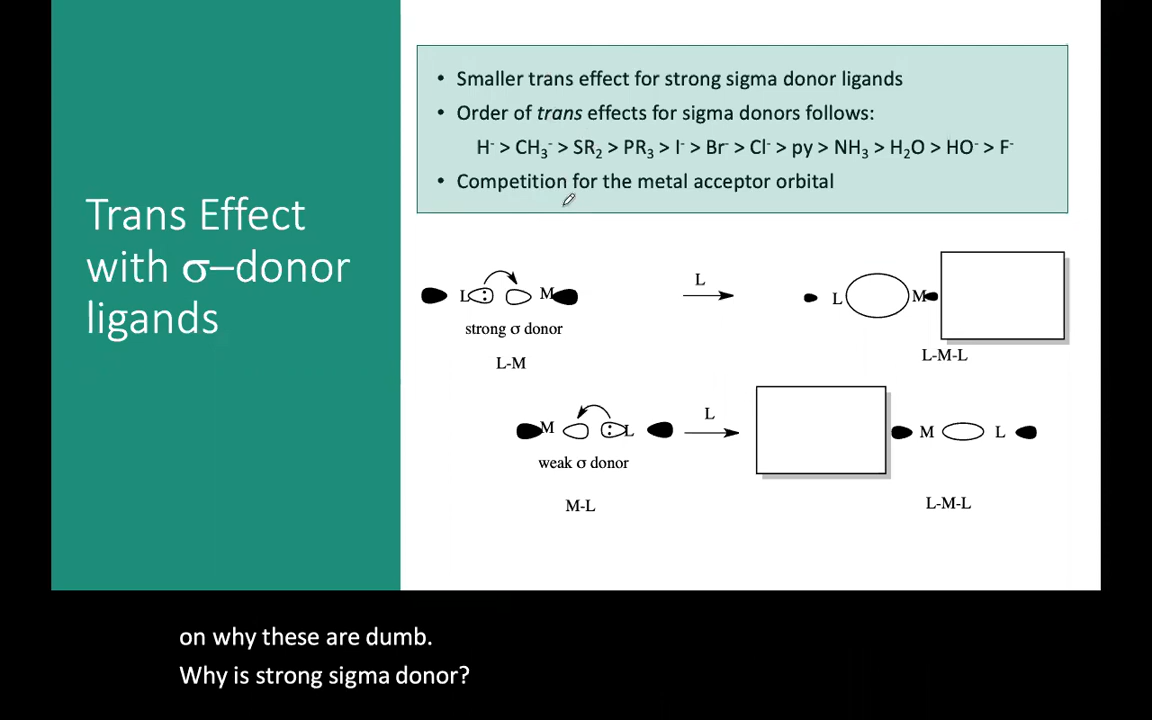 Trans Effect
with σ–donor
ligands
• Smaller trans effect for strong sigma donor ligands
• Order of trans effects for sigma donors follows:
H⁻ > CH₃⁻ > SR₂ > PR₃ > I⁻ > Br⁻ > Cl⁻ > py > NH₃ > H₂O > HO⁻ > F⁻
• Competition for the metal acceptor orbital
L : M L L M
strong σ donor
L-M L-M-L
M : L L M L
weak σ donor
M-L L-M-L
on why these are dumb.
Why is strong sigma donor?